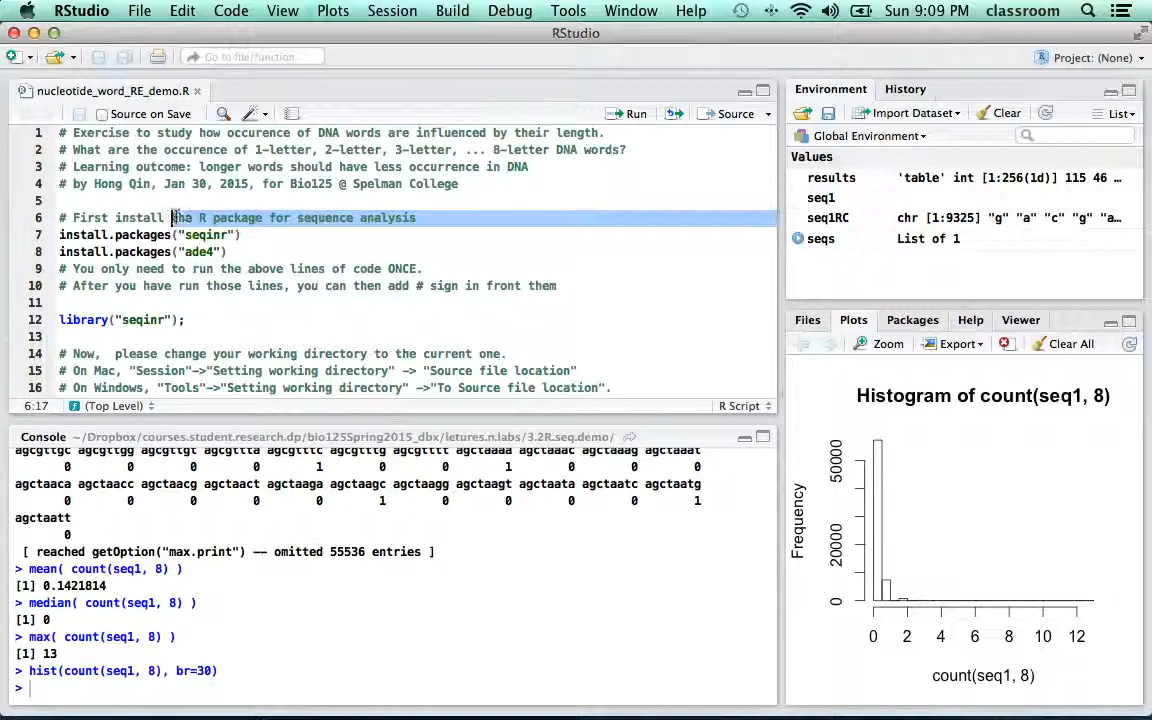 RStudio File Edit Code View Plots Session Build Debug Tools Window Help Sun 9:09 PM classroom
RStudio
Go to file/function
Project: (None)
nucleotide_word_RE_demo.R
Source on Save Run Source
1 # Exercise to study how occurence of DNA words are influenced by their length.
2 # What are the occurence of 1-letter, 2-letter, 3-letter, ... 8-letter DNA words?
3 # Learning outcome: longer words should have less occurrence in DNA
4 # by Hong Qin, Jan 30, 2015, for Bio125 @ Spelman College
5
6 # First install the R package for sequence analysis
7 install.packages("seqinr")
8 install.packages("ade4")
9 # You only need to run the above lines of code ONCE.
10 # After you have run those lines, you can then add # sign in front them
11
12 library("seqinr");
13
14 # Now,  please change your working directory to the current one.
15 # On Mac, "Session"->"Setting working directory" -> "Source file location"
16 # On Windows, "Tools"->"Setting working directory" ->"To Source file location".
6:17 (Top Level) R Script
Console ~/Dropbox/courses.student.research.dp/bio125Spring2015_dbx/letures.n.labs/3.2R.seq.demo/
agcgttgc agcgttgg agcgttgt agcgttta agcgtttc agcgtttg agcgtttt agctaaaa agctaaac agctaaag agctaaat
0 0 0 0 1 0 0 1 0 0 0
agctaaca agctaacc agctaacg agctaact agctaaga agctaagc agctaagg agctaagt agctaata agctaatc agctaatg
0 0 0 0 0 1 0 0 0 0 1
agctaatt
0
[ reached getOption("max.print") -- omitted 55536 entries ]
> mean( count(seq1, 8) )
[1] 0.1421814
> median( count(seq1, 8) )
[1] 0
> max( count(seq1, 8) )
[1] 13
> hist(count(seq1, 8), br=30)
>
Environment History
Import Dataset Clear List
Global Environment
Values
results 'table' int [1:256(1d)] 115 46 …
seq1
seq1RC chr [1:9325] "g" "a" "c" "g" "a…
seqs List of 1
Files Plots Packages Help Viewer
Zoom Export Clear All
Histogram of count(seq1, 8)
Frequency
50000
20000
0
0 2 4 6 8 10 12
count(seq1, 8)